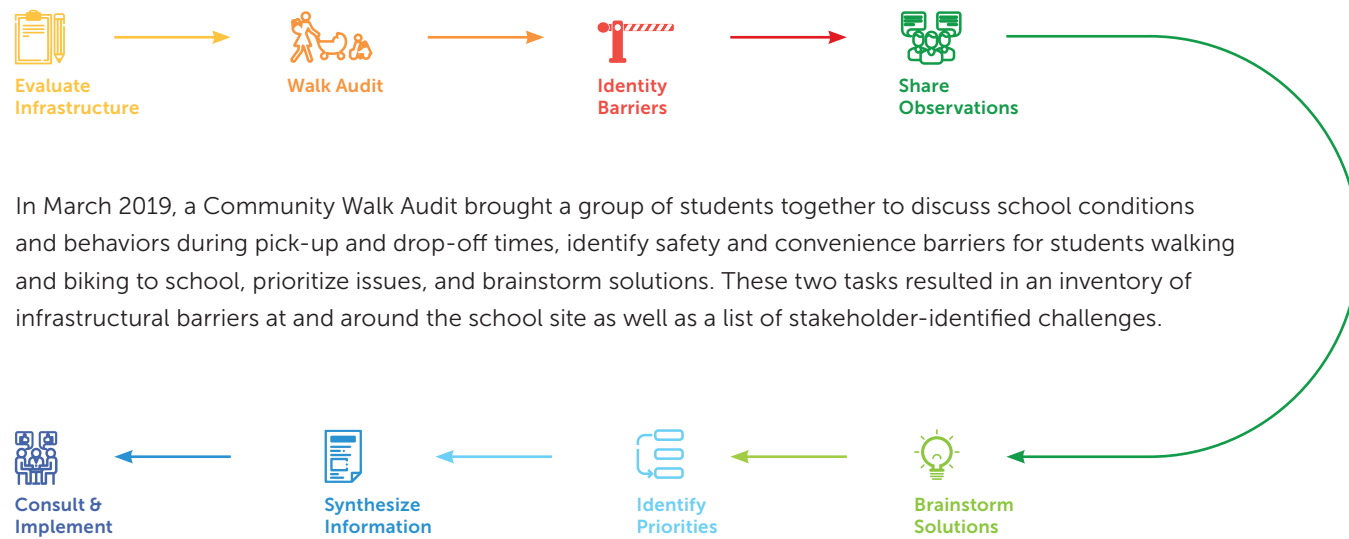 Evaluate
Infrastructure
Walk Audit
Identity
Barriers
Share
Observations
In March 2019, a Community Walk Audit brought a group of students together to discuss school conditions
and behaviors during pick-up and drop-off times, identify safety and convenience barriers for students walking
and biking to school, prioritize issues, and brainstorm solutions. These two tasks resulted in an inventory of
infrastructural barriers at and around the school site as well as a list of stakeholder-identified challenges.
Consult &
Implement
Synthesize
Information
Identify
Priorities
Brainstorm
Solutions